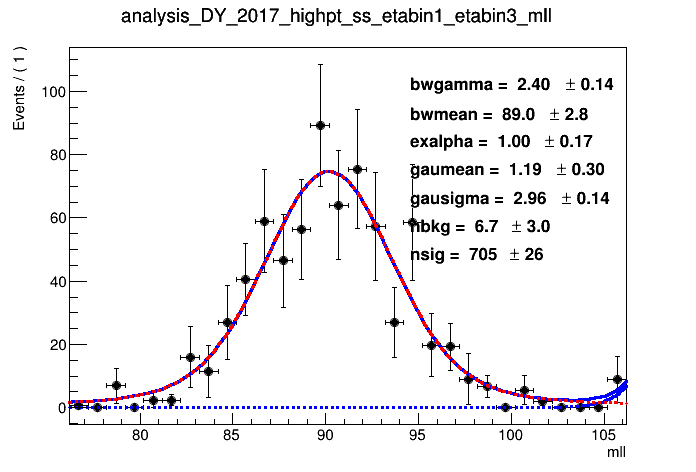 analysis_DY_2017_highpt_ss_etabin1_etabin3_mll
Events / ( 1 )
100
80
60
40
20
0
bwgamma = 2.40 ± 0.14
bwmean = 89.0 ± 2.8
exalpha = 1.00 ± 0.17
gaumean = 1.19 ± 0.30
gausigma = 2.96 ± 0.14
nbkg = 6.7 ± 3.0
nsig = 705 ± 26
80 85 90 95 100 105
mll